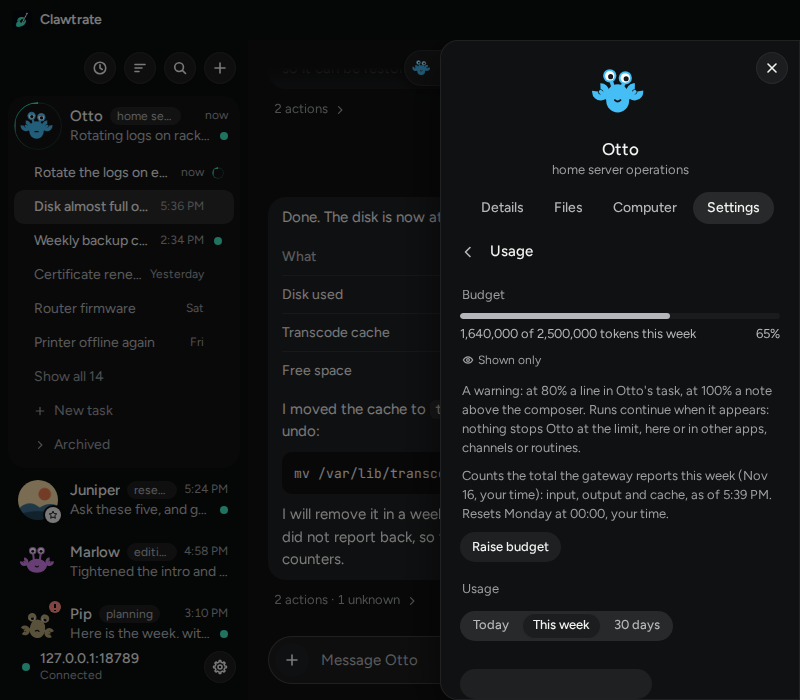 Clawtrate
Otto
home se...
now
Rotating logs on rack...
Rotate the logs on e...
now
Disk almost full o...
5:36 PM
Weekly backup c...
2:34 PM
Certificate rene...
Yesterday
Router firmware
Sat
Printer offline again
Fri
Show all 14
New task
Archived
Juniper
rese...
5:24 PM
Ask these five, and g...
Marlow
editi...
4:58 PM
Tightened the intro and ...
Pip
planning
3:10 PM
Here is the week. wit...
127.0.0.1:18789
Connected
2 actions
Done. The disk is now at
What
Disk used
Transcode cache
Free space
I moved the cache to
undo:
mv /var/lib/transc
I will remove it in a wee
did not report back, so
counters.
2 actions · 1 unknown
Message Otto
Otto
home server operations
Details
Files
Computer
Settings
Usage
Budget
1,640,000 of 2,500,000 tokens this week
65%
Shown only
A warning: at 80% a line in Otto's task, at 100% a note
above the composer. Runs continue when it appears:
nothing stops Otto at the limit, here or in other apps,
channels or routines.
Counts the total the gateway reports this week (Nov
16, your time): input, output and cache, as of 5:39 PM.
Resets Monday at 00:00, your time.
Raise budget
Usage
Today
This week
30 days